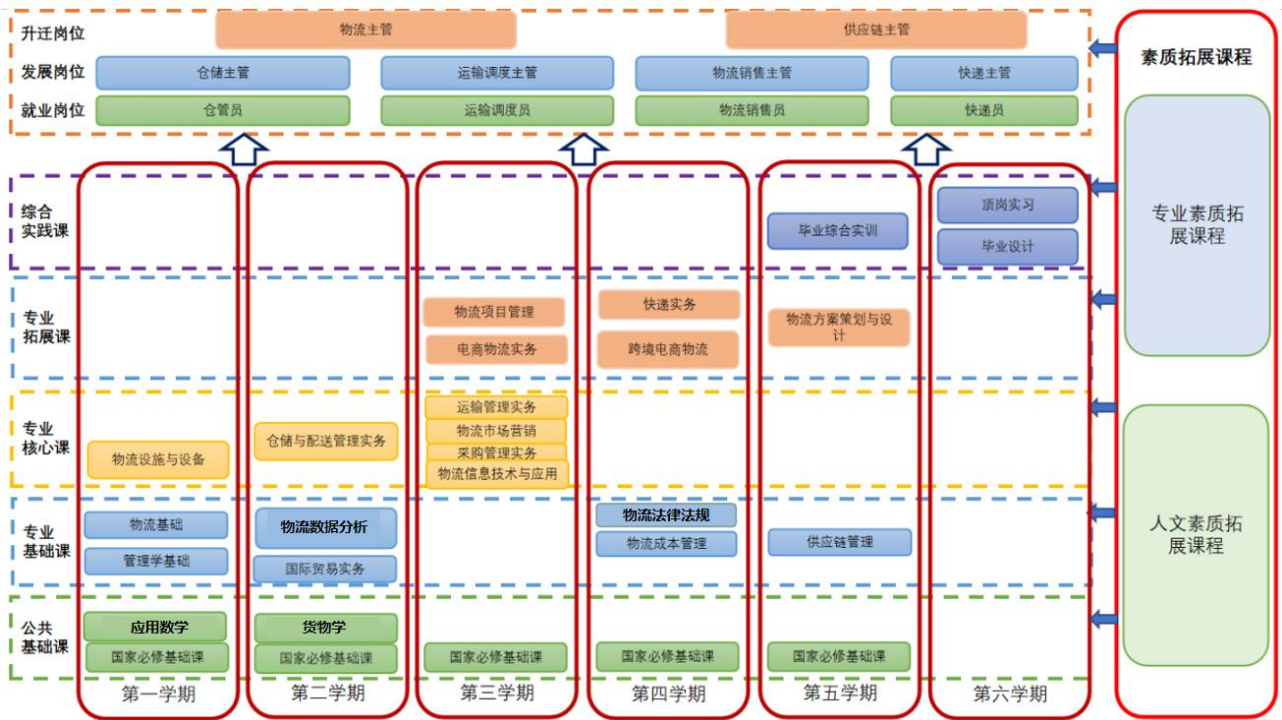 升迁岗位
物流主管
供应链主管
发展岗位
仓储主管
运输调度主管
物流销售主管
快递主管
就业岗位
仓管员
运输调度员
物流销售员
快递员
素质拓展课程
专业素质拓
展课程
人文素质拓
展课程
综合
实践课
毕业综合实训
顶岗实习
毕业设计
专业
拓展课
物流项目管理
电商物流实务
快递实务
跨境电商物流
物流方案策划与设
计
专业
核心课
物流设施与设备
仓储与配送管理实务
运输管理实务
物流市场营销
采购管理实务
物流信息技术与应用
专业
基础课
物流基础
管理学基础
物流数据分析
国际贸易实务
物流法律法规
物流成本管理
供应链管理
公共
基础课
应用数学
国家必修基础课
货物学
国家必修基础课
国家必修基础课
国家必修基础课
国家必修基础课
第一学期
第二学期
第三学期
第四学期
第五学期
第六学期